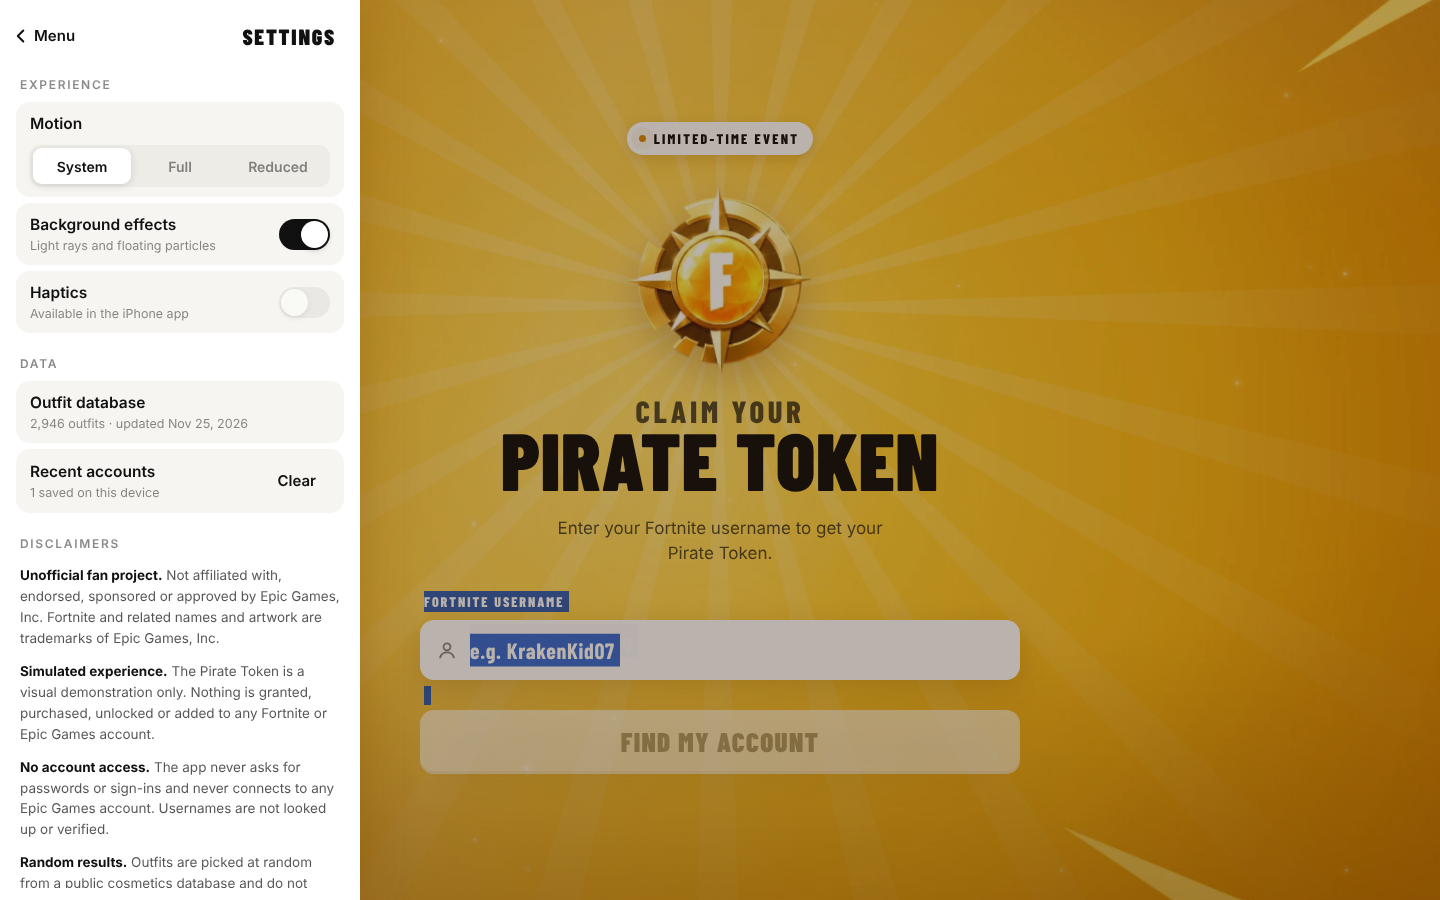 Menu
SETTINGS
EXPERIENCE
Motion
System Full Reduced
Background effects
Light rays and floating particles
Haptics
Available in the iPhone app
DATA
Outfit database
2,946 outfits · updated Nov 25, 2026
Recent accounts
1 saved on this device
Clear
DISCLAIMERS
Unofficial fan project. Not affiliated with,
endorsed, sponsored or approved by Epic Games,
Inc. Fortnite and related names and artwork are
trademarks of Epic Games, Inc.
Simulated experience. The Pirate Token is a
visual demonstration only. Nothing is granted,
purchased, unlocked or added to any Fortnite or
Epic Games account.
No account access. The app never asks for
passwords or sign-ins and never connects to any
Epic Games account. Usernames are not looked
up or verified.
Random results. Outfits are picked at random
from a public cosmetics database and do not
LIMITED-TIME EVENT
F
CLAIM YOUR
PIRATE TOKEN
Enter your Fortnite username to get your
Pirate Token.
FORTNITE USERNAME
e.g. KrakenKid07
FIND MY ACCOUNT